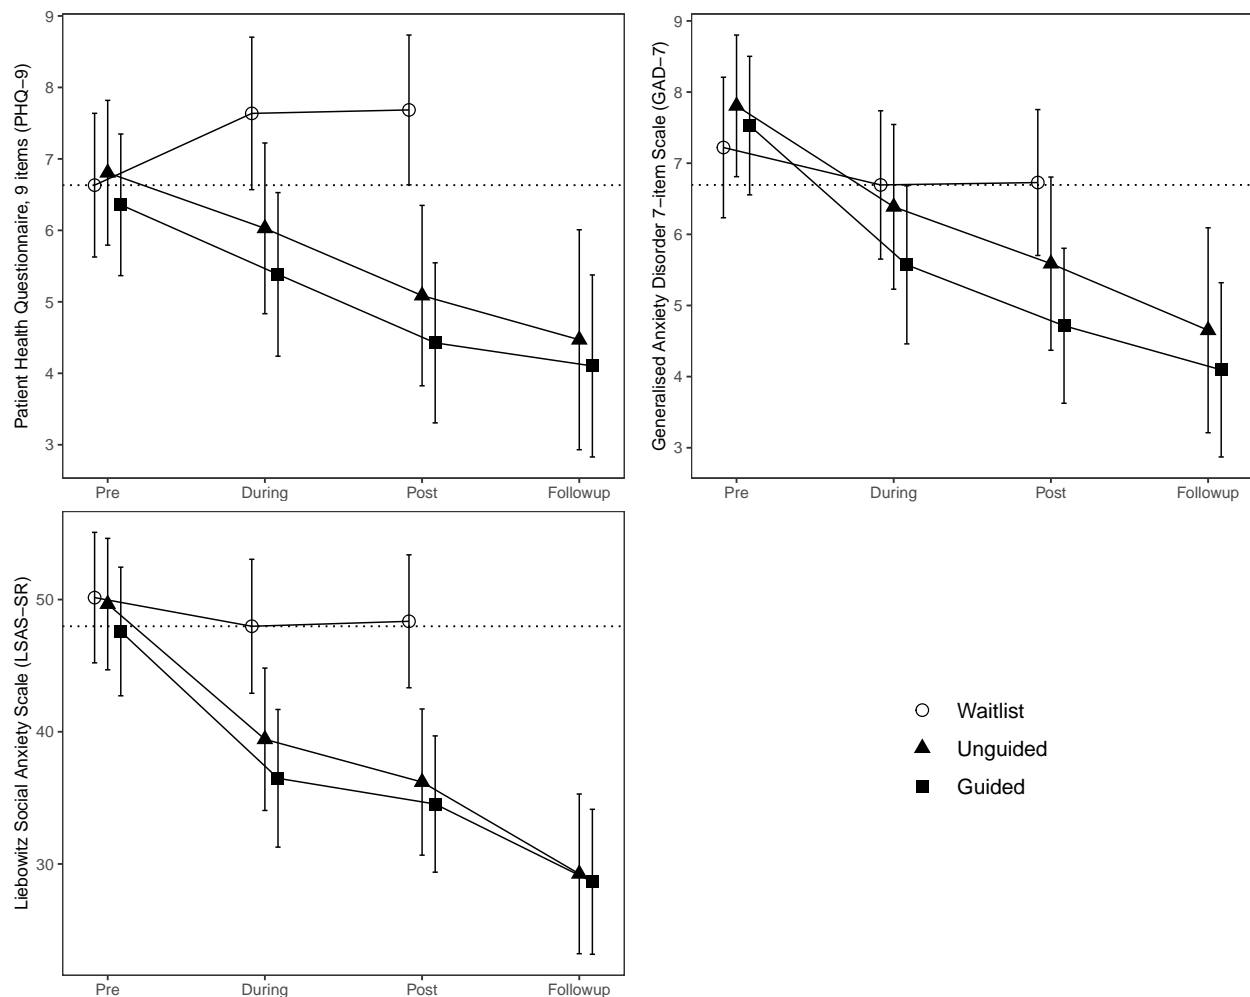 Patient Health Questionnaire, 9 items (PHQ−9)
9
8
7
6
5
4
3
Pre During Post Followup
Generalised Anxiety Disorder 7−item Scale (GAD−7)
9
8
7
6
5
4
3
Pre During Post Followup
Liebowitz Social Anxiety Scale (LSAS−SR)
50
40
30
Pre During Post Followup
Waitlist
Unguided
Guided